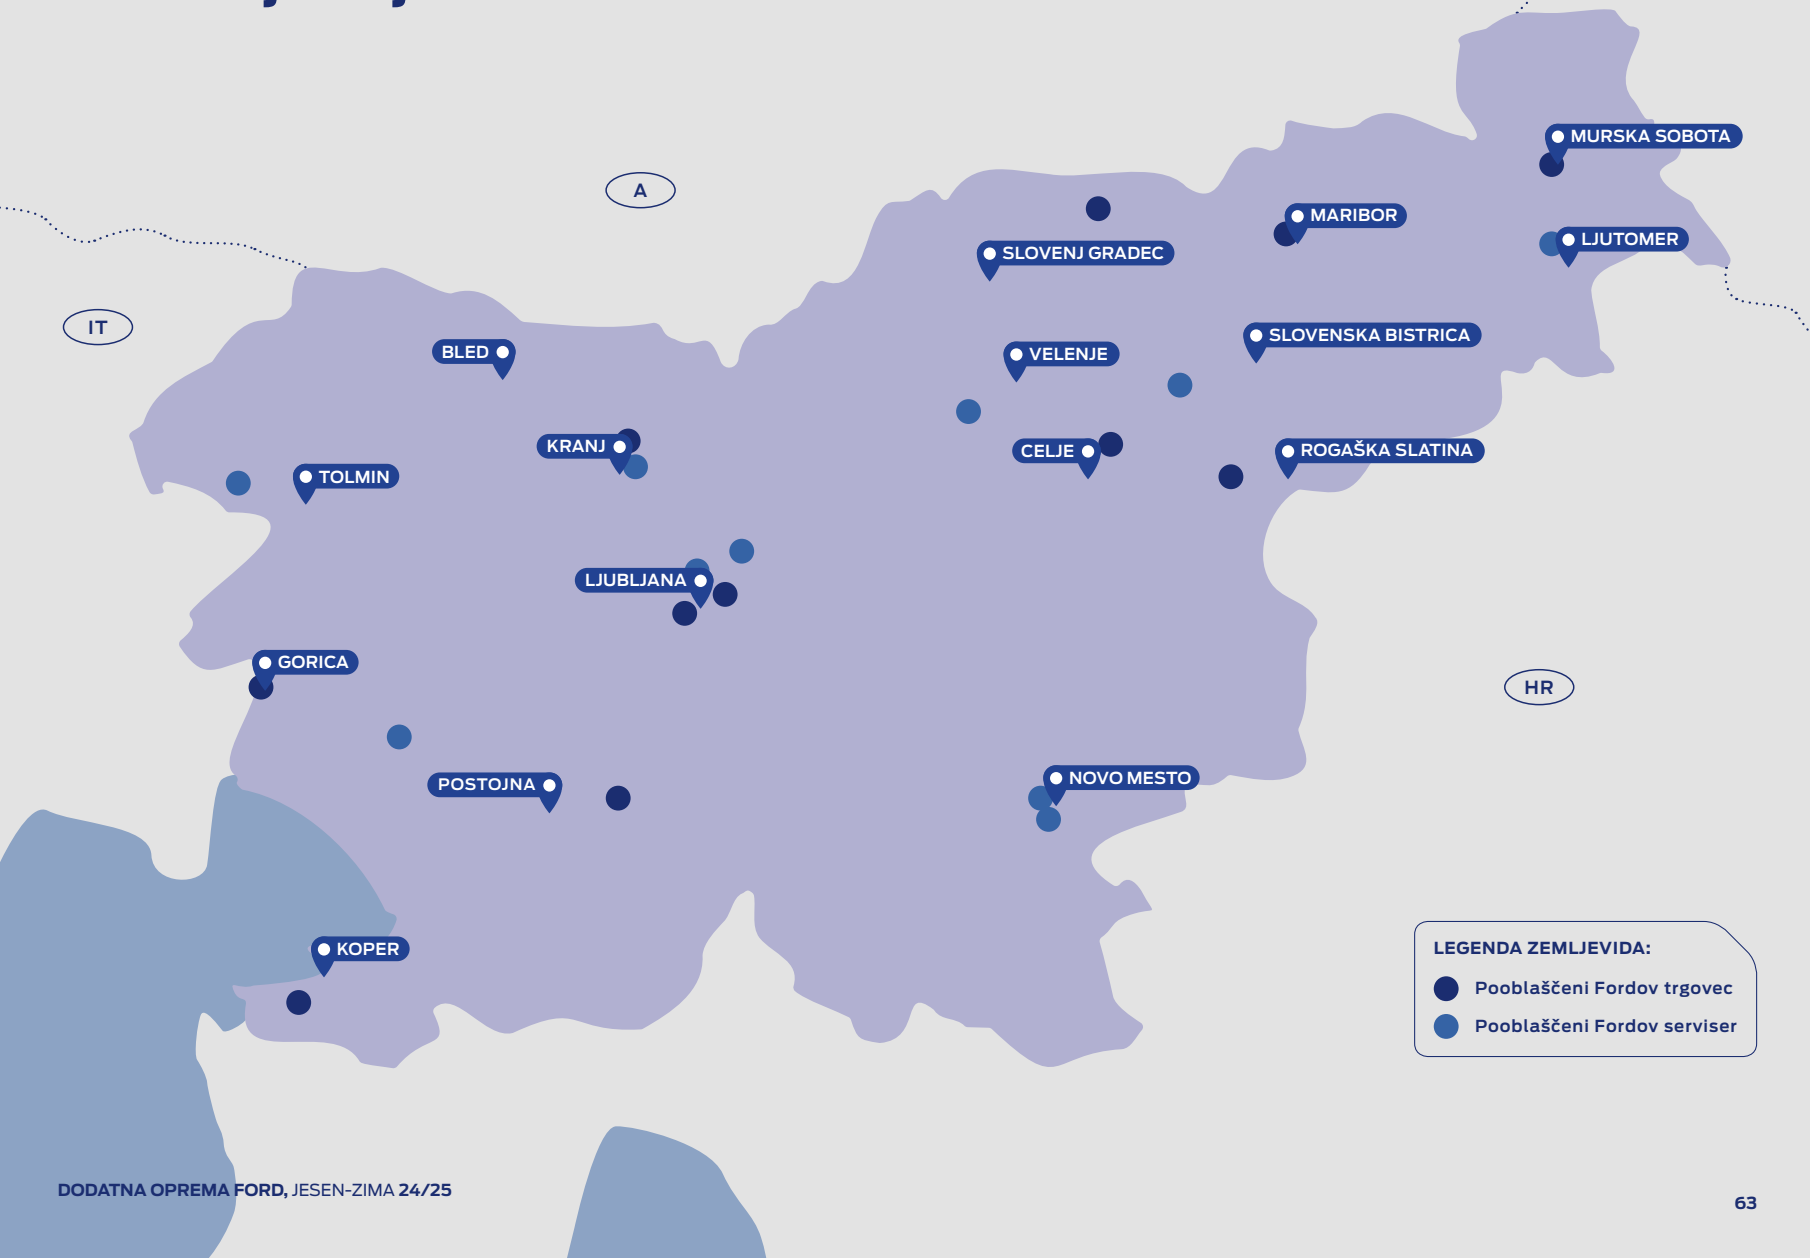 MURSKA SOBOTA
A
MARIBOR
LJUTOMER
SLOVENJ GRADEC
IT
SLOVENSKA BISTRICA
BLED
VELENJE
KRANJ
CELJE
ROGAŠKA SLATINA
TOLMIN
LJUBLJANA
GORICA
HR
POSTOJNA
NOVO MESTO
KOPER
LEGENDA ZEMLJEVIDA:
Pooblaščeni Fordov trgovec
Pooblaščeni Fordov serviser
DODATNA OPREMA FORD, JESEN-ZIMA 24/25
63